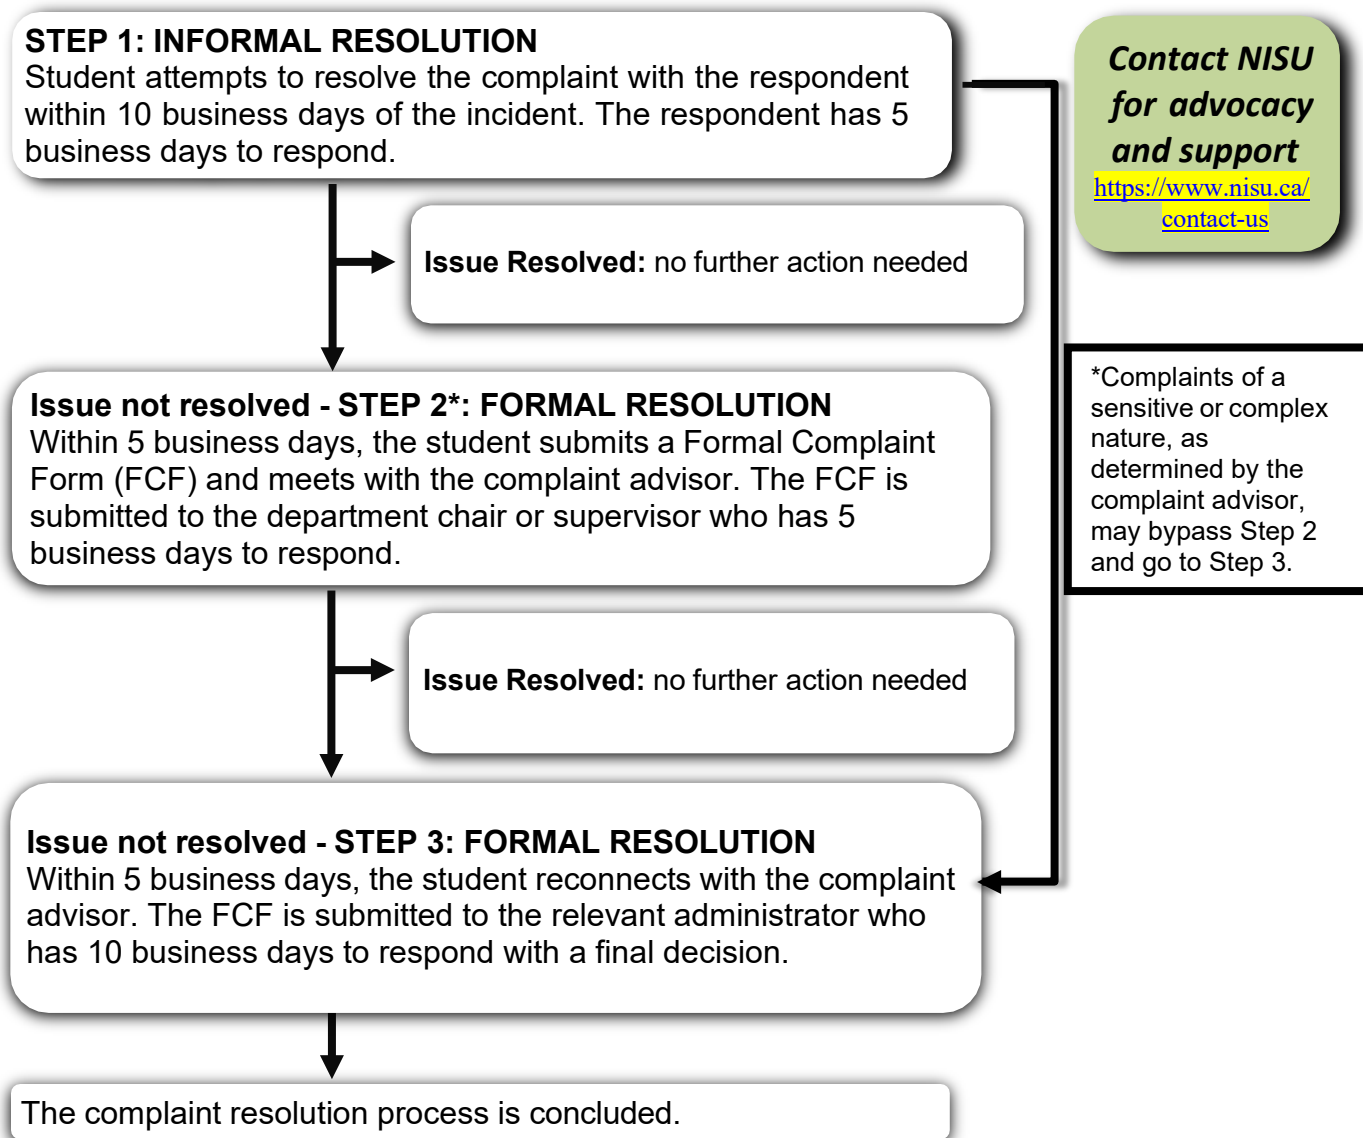 STEP 1: INFORMAL RESOLUTION
Student attempts to resolve the complaint with the respondent
within 10 business days of the incident. The respondent has 5
business days to respond.
Contact NISU
for advocacy
and support
https://www.nisu.ca/
contact-us
Issue Resolved: no further action needed
Issue not resolved - STEP 2*: FORMAL RESOLUTION
Within 5 business days, the student submits a Formal Complaint
Form (FCF) and meets with the complaint advisor. The FCF is
submitted to the department chair or supervisor who has 5
business days to respond.
*Complaints of a
sensitive or complex
nature, as
determined by the
complaint advisor,
may bypass Step 2
and go to Step 3.
Issue Resolved: no further action needed
Issue not resolved - STEP 3: FORMAL RESOLUTION
Within 5 business days, the student reconnects with the complaint
advisor. The FCF is submitted to the relevant administrator who
has 10 business days to respond with a final decision.
The complaint resolution process is concluded.